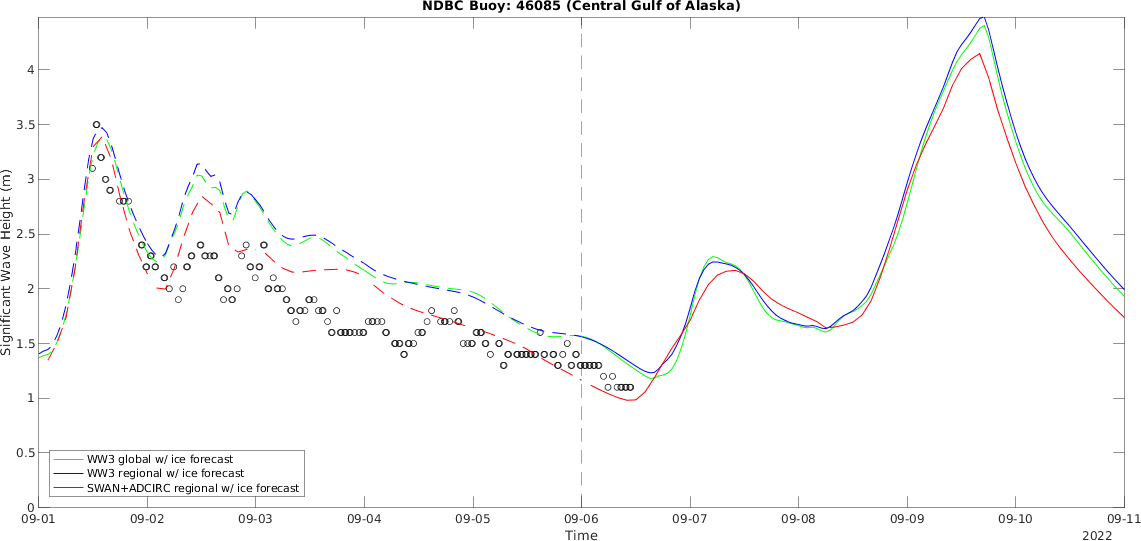 NDBC Buoy: 46085 (Central Gulf of Alaska)
Significant Wave Height (m)
4
3.5
3
2.5
2
1.5
1
0.5
0
WW3 global w/ ice forecast
WW3 regional w/ ice forecast
SWAN+ADCIRC regional w/ ice forecast
09-01 09-02 09-03 09-04 09-05 09-06 09-07 09-08 09-09 09-10 09-11
Time
2022